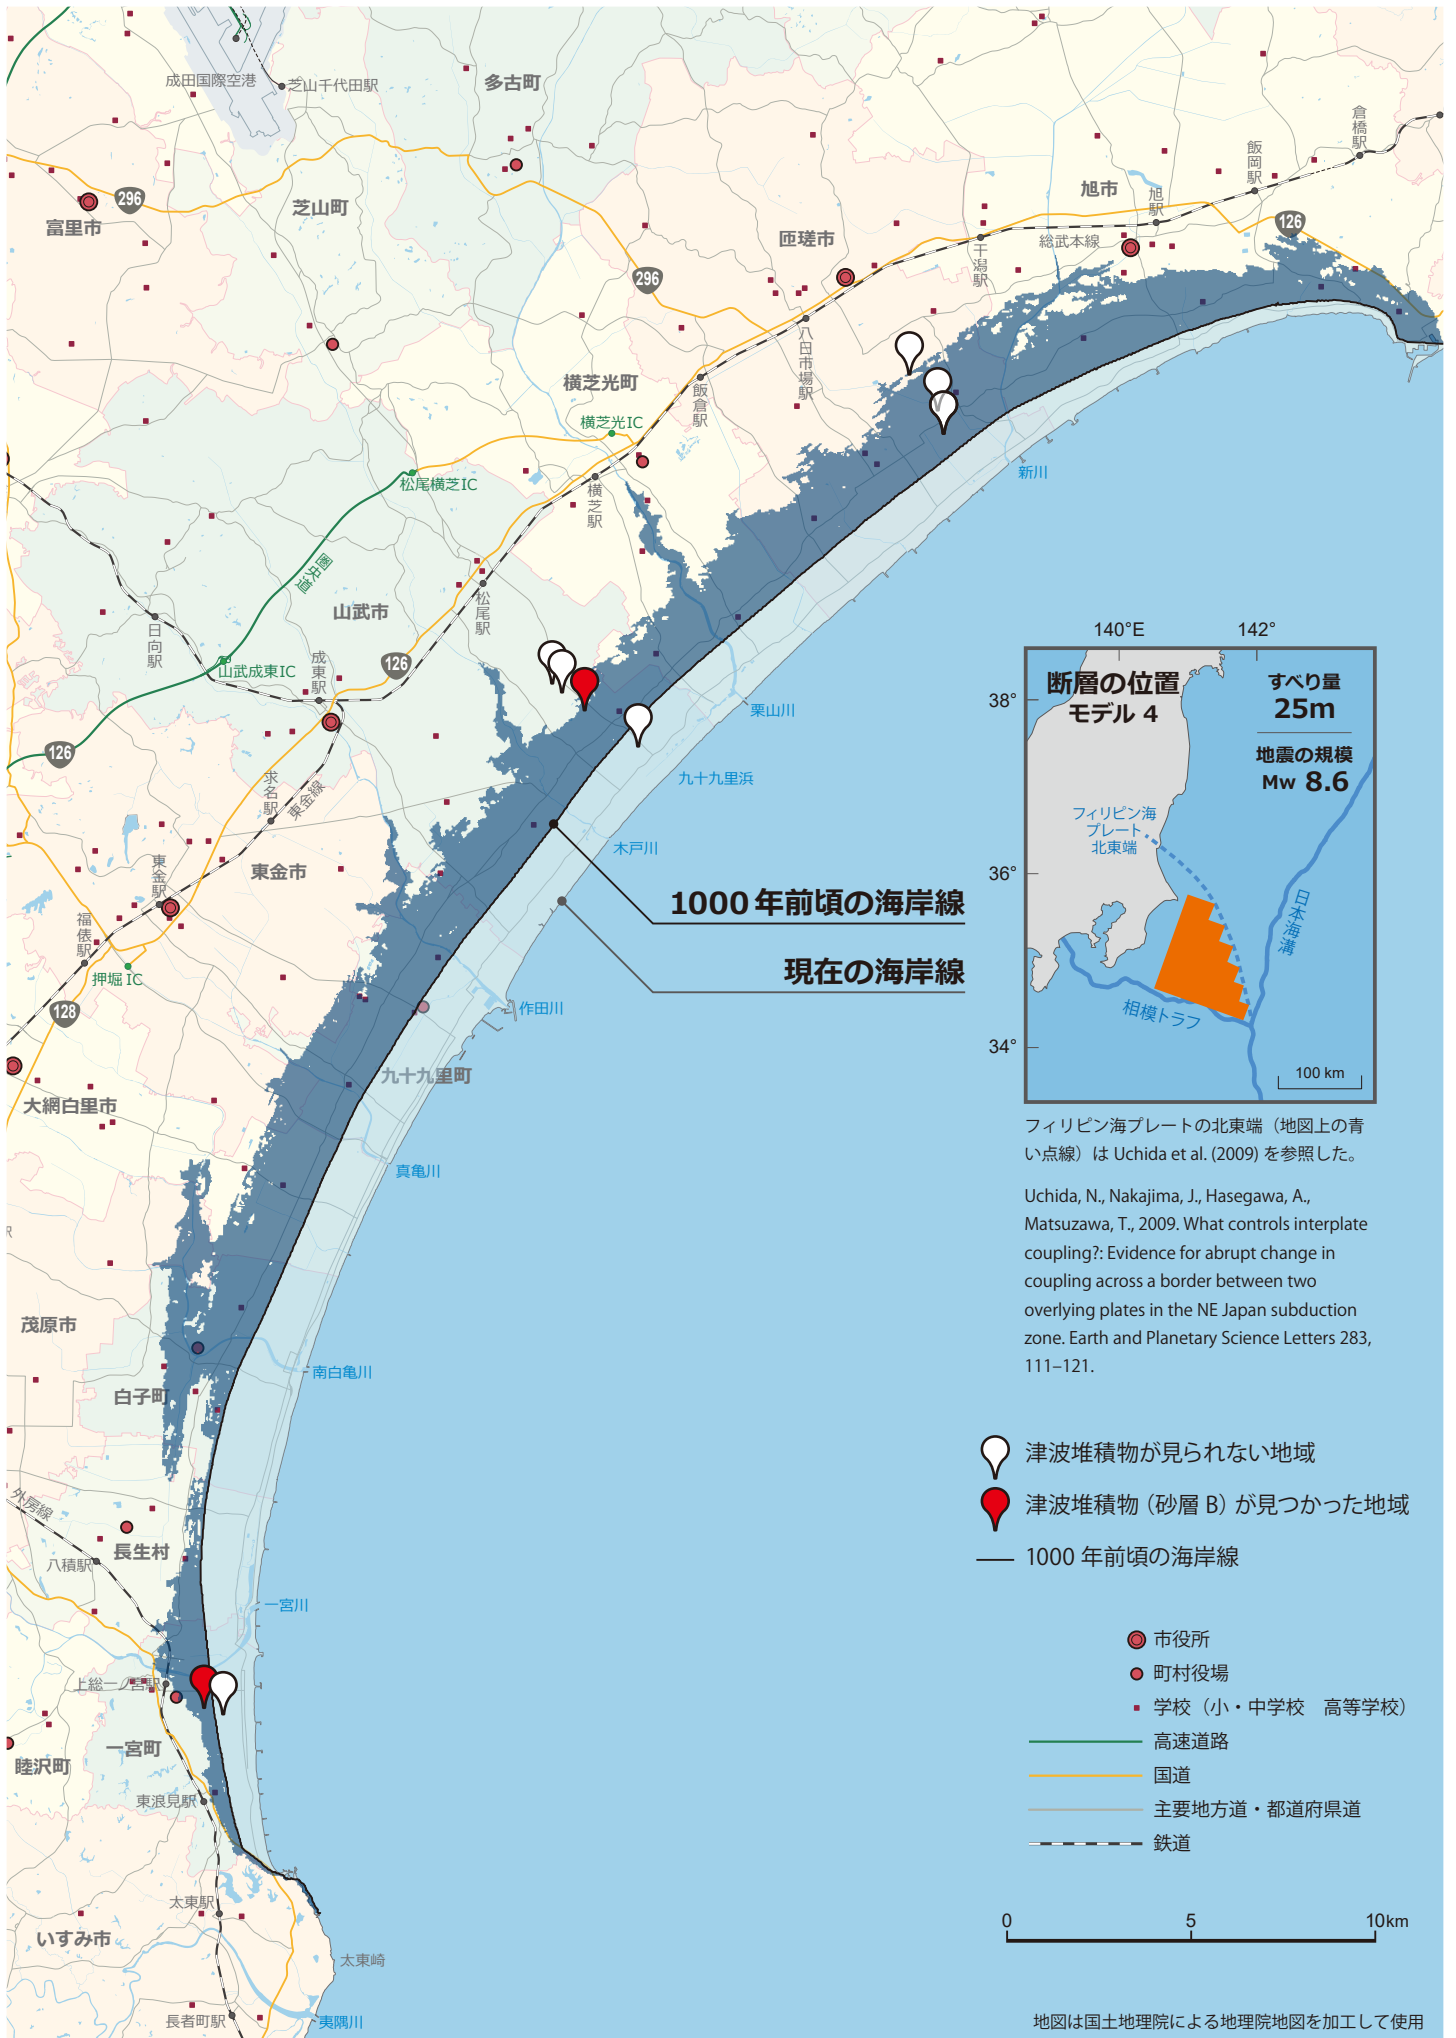 成田国際空港
芝山千代田駅
多古町
倉橋駅
飯岡駅
旭市
旭駅
296
富里市
芝山町
匝瑳市
総武本線
126
干潟駅
296
八日市場駅
横芝光町
飯倉駅
横芝光IC
松尾横芝IC
横芝駅
新川
圏央道
山武市
松尾駅
日向駅
成東駅
126
山武成東IC
栗山川
126
九十九里浜
求名駅
東金線
木戸川
東金駅
東金市
1000年前頃の海岸線
福俵駅
現在の海岸線
押堀IC
128
作田川
九十九里町
大網白里市
真亀川
茂原市
南白亀川
白子町
外房線
長生村
八積駅
一宮川
上総一ノ宮駅
一宮町
睦沢町
東浪見駅
太東駅
いすみ市
太東崎
長者町駅
夷隅川
140°E
142°
38°
36°
34°
断層の位置
モデル 4
すべり量
25m
地震の規模
Mw 8.6
フィリピン海
プレート
北東端
日本海溝
相模トラフ
100 km
フィリピン海プレートの北東端（地図上の青
い点線）は Uchida et al. (2009) を参照した。
Uchida, N., Nakajima, J., Hasegawa, A.,
Matsuzawa, T., 2009. What controls interplate
coupling?: Evidence for abrupt change in
coupling across a border between two
overlying plates in the NE Japan subduction
zone. Earth and Planetary Science Letters 283,
111–121.
津波堆積物が見られない地域
津波堆積物（砂層 B）が見つかった地域
1000 年前頃の海岸線
市役所
町村役場
学校（小・中学校　高等学校）
高速道路
国道
主要地方道・都道府県道
鉄道
0 5 10km
地図は国土地理院による地理院地図を加工して使用